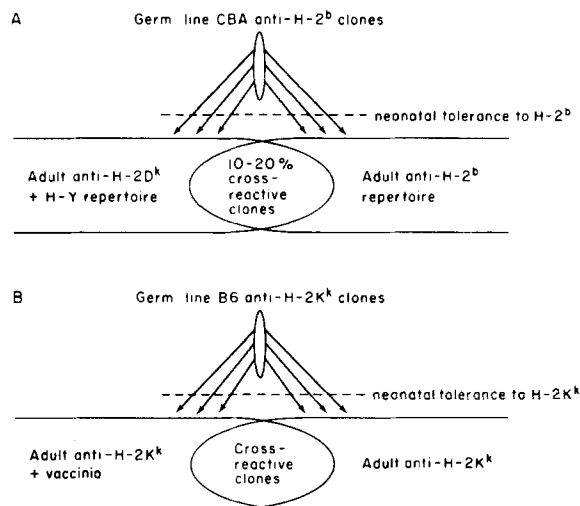 A
Germ line CBA anti-H-2b clones
neonatal tolerance to H-2b
Adult anti-H-2Dk
+ H-Y repertoire
10-20%
cross-
reactive
clones
Adult anti-H-2b
repertoire
B
Germ line B6 anti-H-2Kk clones
neonatal tolerance to H-2Kk
Adult anti-H-2Kk
+ vaccinia
Cross-
reactive
clones
Adult anti-H-2Kk